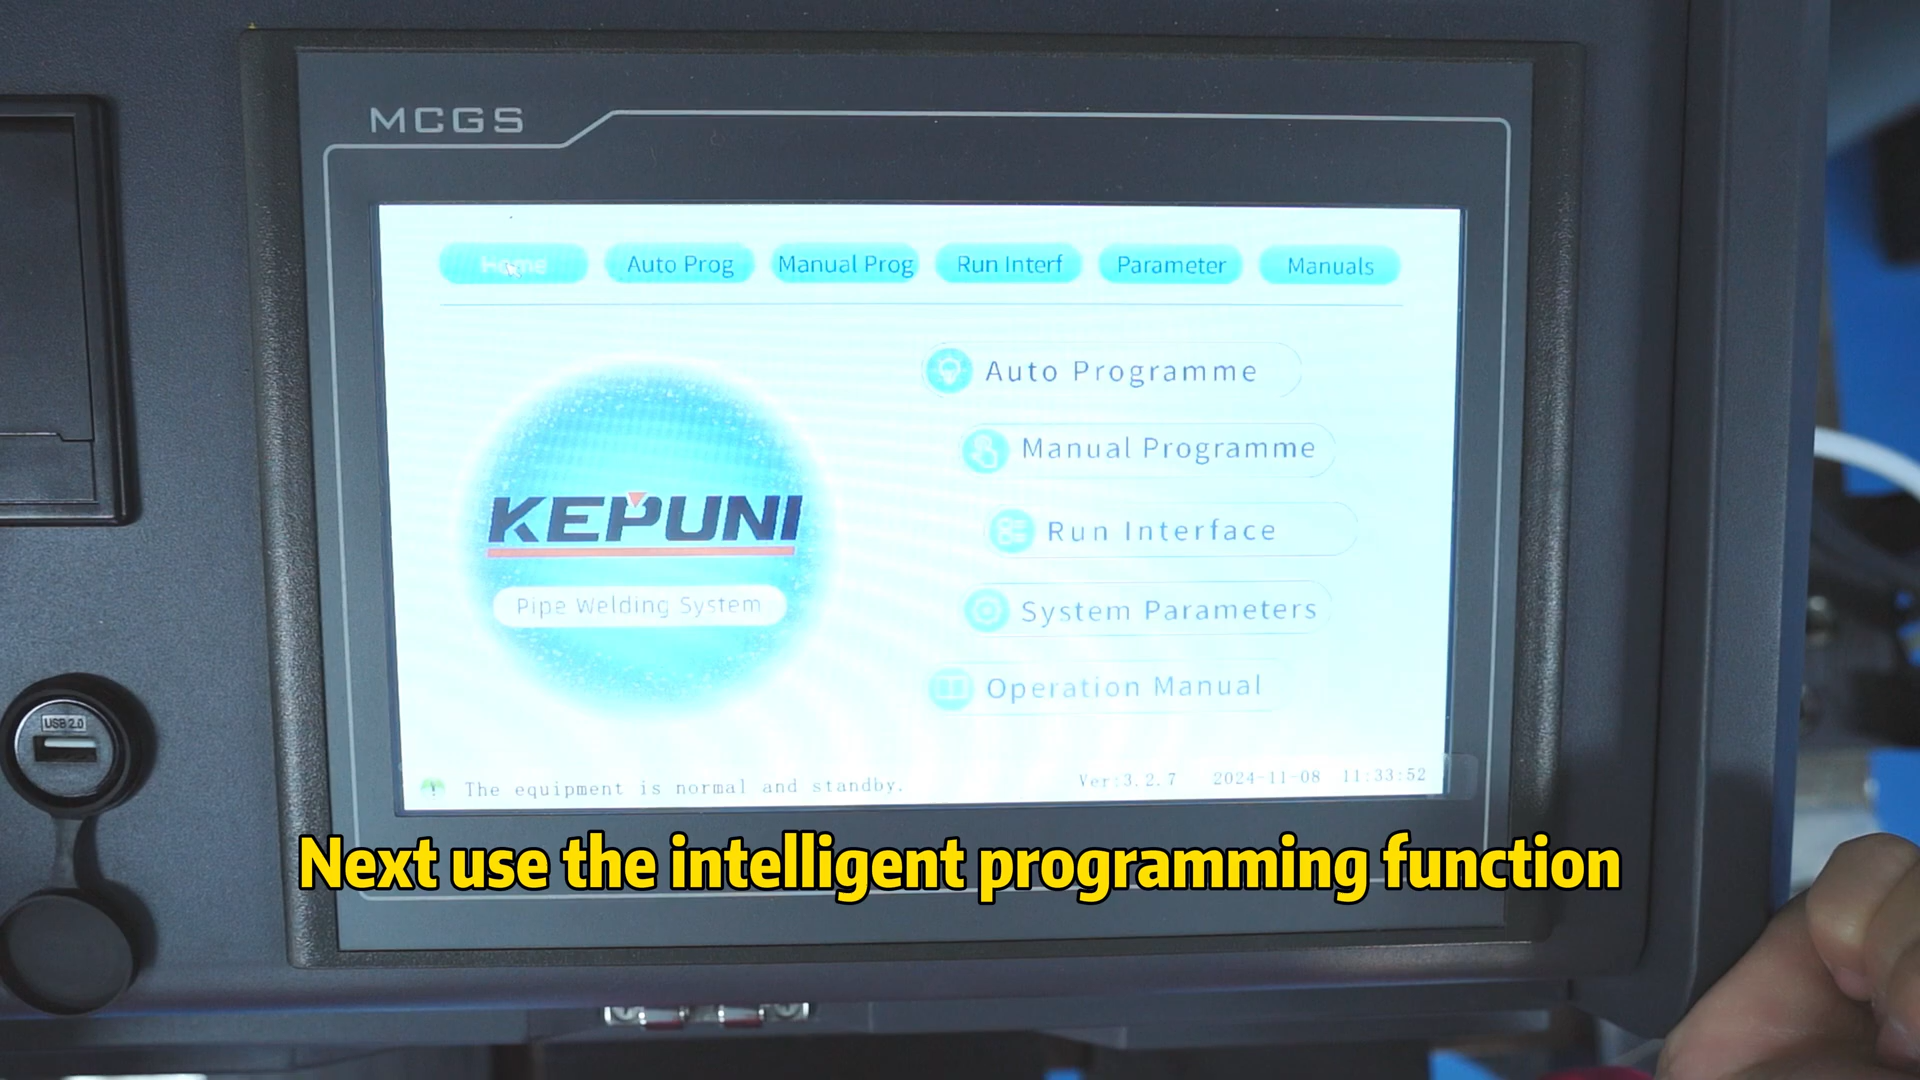 MCGS
Home
Auto Prog
Manual Prog
Run Interf
Parameter
Manuals
Auto Programme
Manual Programme
KEPUNI
Run Interface
Pipe Welding System
System Parameters
Operation Manual
USB 2.0
The equipment is normal and standby.
Ver:3.2.7 2024-11-08 11:33:52
Next use the intelligent programming function